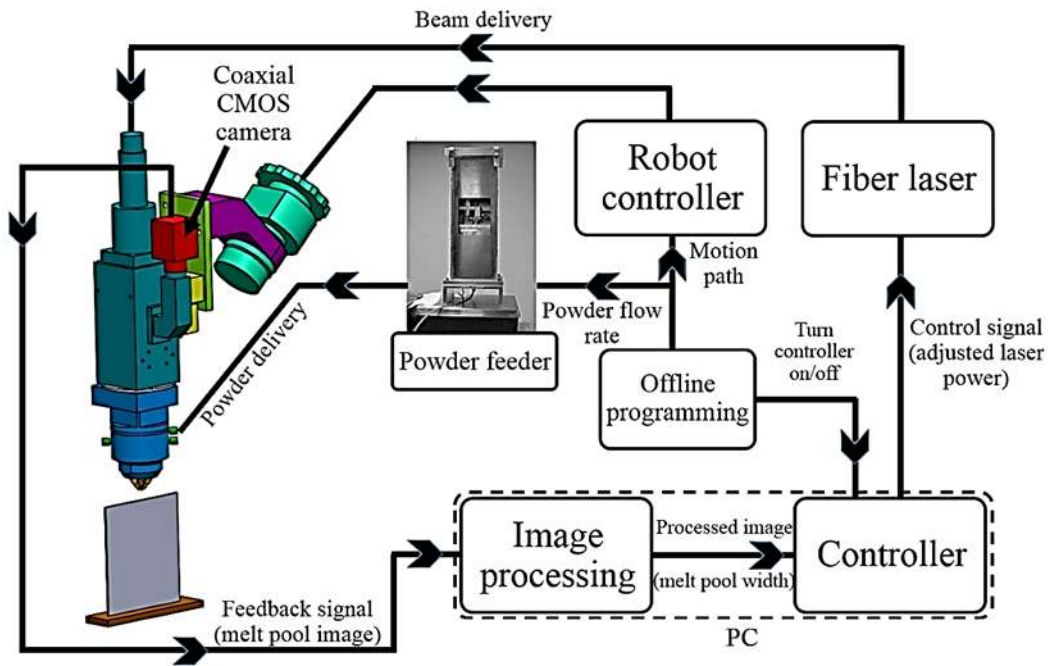 Beam delivery
Coaxial
CMOS
camera
Robot
controller
Fiber laser
Motion
path
Powder flow
rate
Powder feeder
Powder delivery
Offline
programming
Turn
controller
on/off
Control signal
(adjusted laser
power)
Image
processing
Processed image
(melt pool width)
Controller
Feedback signal
(melt pool image)
PC